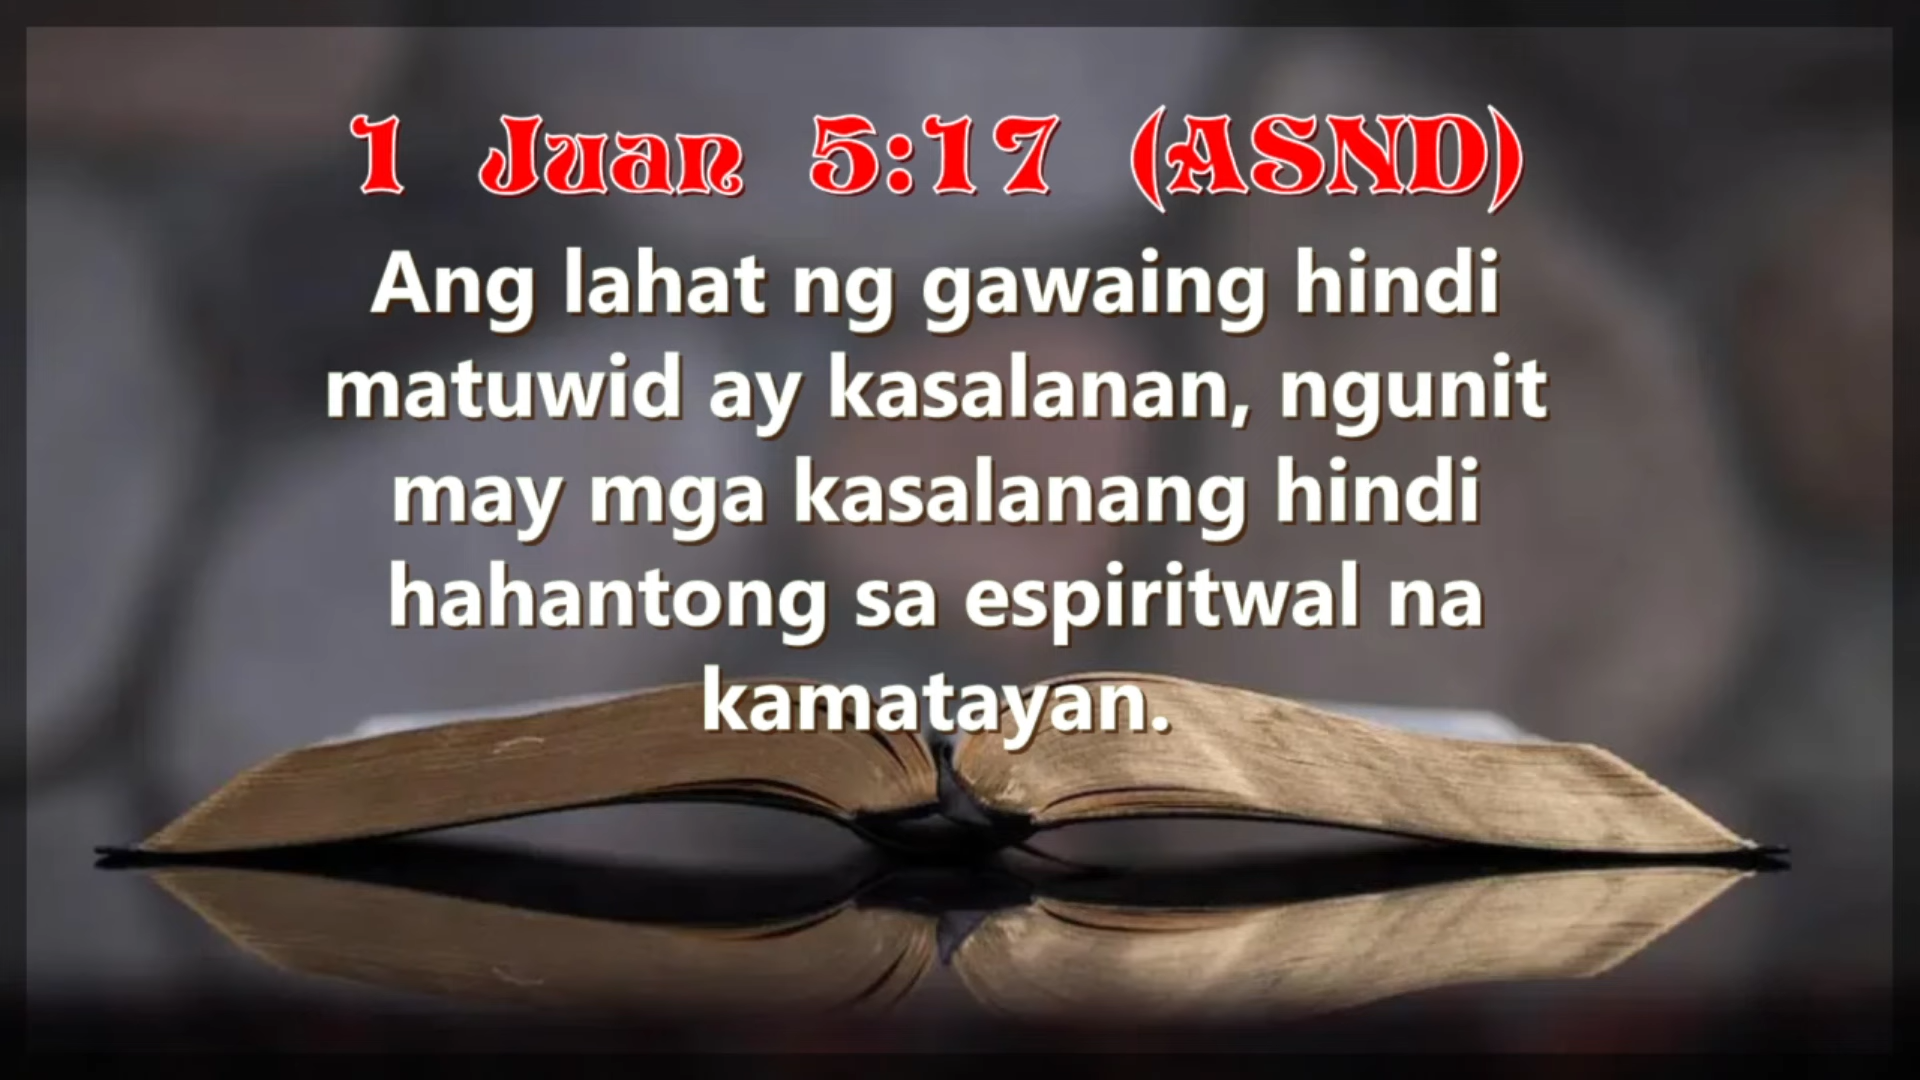 1 Juan 5:17 (ASND)
Ang lahat ng gawaing hindi
matuwid ay kasalanan, ngunit
may mga kasalanang hindi
hahantong sa espiritwal na
kamatayan.